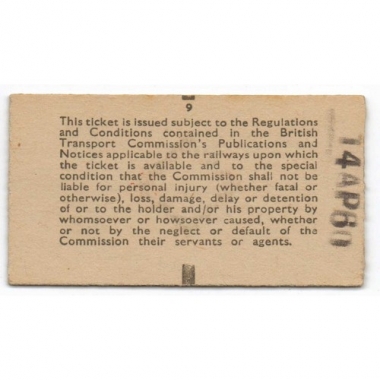 9
This ticket is issued subject to the Regulations
and Conditions contained in the British
Transport Commission's Publications and
Notices applicable to the railways upon which
the ticket is available and to the special
condition that the Commission shall not be
liable for personal injury (whether fatal or
otherwise), loss, damage, delay or detention
of or to the holder and/or his property by
whomsoever or howsoever caused, whether
or not by the neglect or default of the
Commission their servants or agents.
14AP60